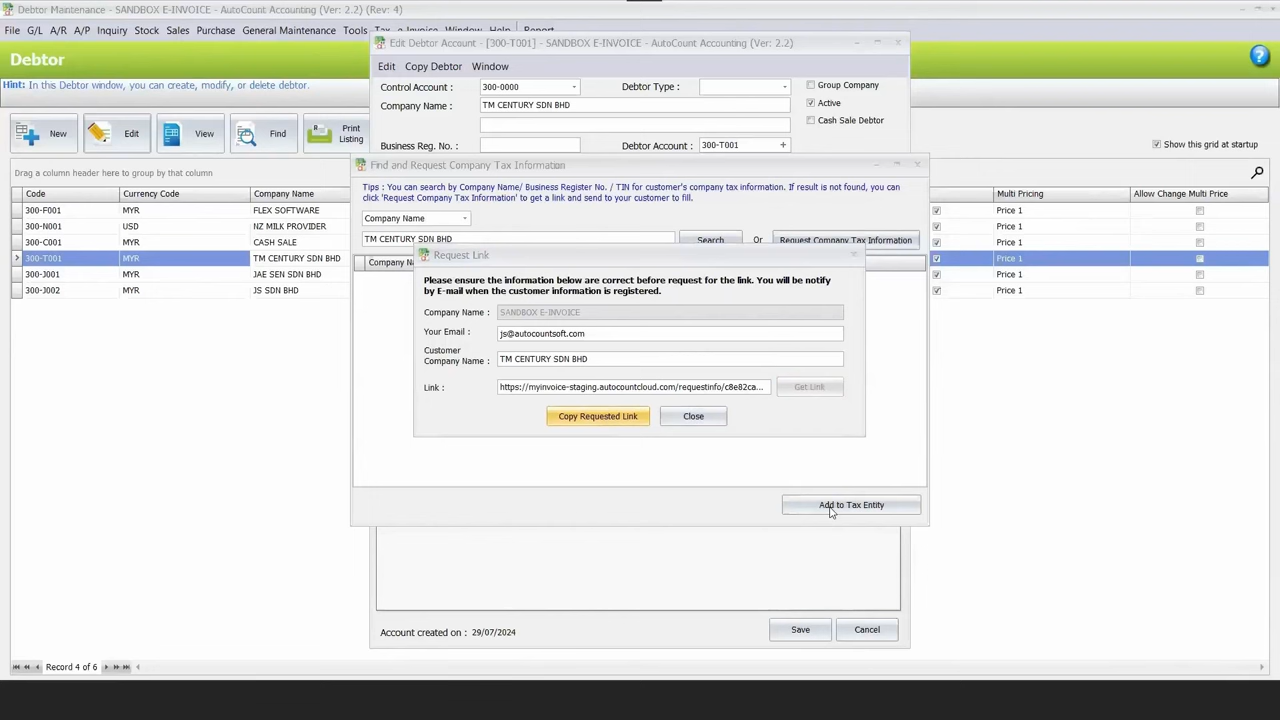 Debtor Maintenance - SANDBOX E-INVOICE - AutoCount Accounting (Ver: 2.2) (Rev: 4)
File G/L A/R A/P Inquiry Stock Sales Purchase General Maintenance Tools Tax e-Invoice Window Help Report
Debtor
Hint: In this Debtor window, you can create, modify, or delete debtor.
New Edit View Find Print Listing
Show this grid at startup
Drag a column header here to group by that column
Code Currency Code Company Name Multi Pricing Allow Change Multi Price
300-F001 MYR FLEX SOFTWARE Price 1
300-N001 USD NZ MILK PROVIDER Price 1
300-C001 MYR CASH SALE Price 1
300-T001 MYR TM CENTURY SDN BHD Price 1
300-J001 MYR JAE SEN SDN BHD Price 1
300-J002 MYR JS SDN BHD Price 1
Record 4 of 6
Edit Debtor Account - [300-T001] - SANDBOX E-INVOICE - AutoCount Accounting (Ver: 2.2)
Edit Copy Debtor Window
Control Account : 300-0000 Debtor Type : Group Company
Company Name : TM CENTURY SDN BHD Active
Cash Sale Debtor
Business Reg. No. : Debtor Account : 300-T001
Find and Request Company Tax Information
Tips : You can search by Company Name/ Business Register No. / TIN for customer's company tax information. If result is not found, you can
click 'Request Company Tax Information' to get a link and send to your customer to fill.
Company Name
TM CENTURY SDN BHD Search Or Request Company Tax Information
Request Link
Please ensure the information below are correct before request for the link. You will be notify
by E-mail when the customer information is registered.
Company Name : SANDBOX E-INVOICE
Your Email : js@autocountsoft.com
Customer
Company Name : TM CENTURY SDN BHD
Link : https://myinvoice-staging.autocountcloud.com/requestinfo/c8e82ca... Get Link
Copy Requested Link Close
Add to Tax Entity
Account created on : 29/07/2024 Save Cancel